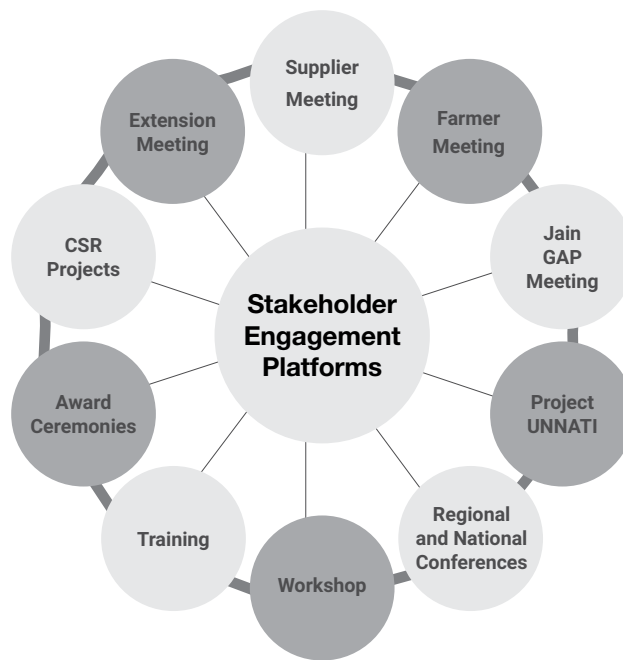 Supplier
Meeting
Farmer
Meeting
Jain
GAP
Meeting
Project
UNNATI
Regional
and National
Conferences
Workshop
Training
Award
Ceremonies
CSR
Projects
Extension
Meeting
Stakeholder
Engagement
Platforms